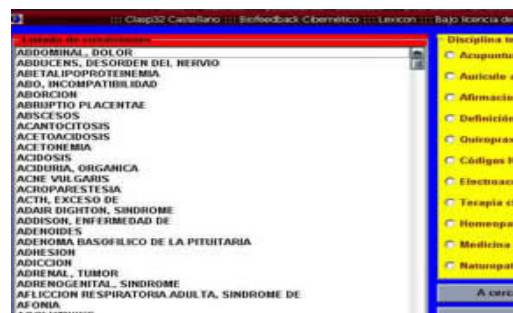 ::: Clasp32 Castellano ::: Biofeedback Cibernético ::: Lexicon ::: Bajo licencia de
Listado de condiciones
ABDOMINAL, DOLOR
ABDUCENS, DESORDEN DEL NERVIO
ABETALIPOPROTEINEMIA
ABO, INCOMPATIBILIDAD
ABORCION
ABRUPTIO PLACENTAE
ABSCESOS
ACANTOCITOSIS
ACETOACIDOSIS
ACETONEMIA
ACIDOSIS
ACIDURIA, ORGANICA
ACNE VULGARIS
ACROPARESTESIA
ACTH, EXCESO DE
ADAIR DIGHTON, SINDROME
ADDISON, ENFERMEDAD DE
ADENOIDES
ADENOMA BASOFILICO DE LA PITUITARIA
ADHESION
ADICCION
ADRENAL, TUMOR
ADRENOGENITAL, SINDROME
AFLICCION RESPIRATORIA ADULTA, SINDROME DE
AFONIA
Disciplina te
Acupuntu
Auriculo a
Afirmacio
Definición
Quiroprax
Códigos
Electroac
Terapia c
Homeopa
Medicina
Naturopat
A cerc